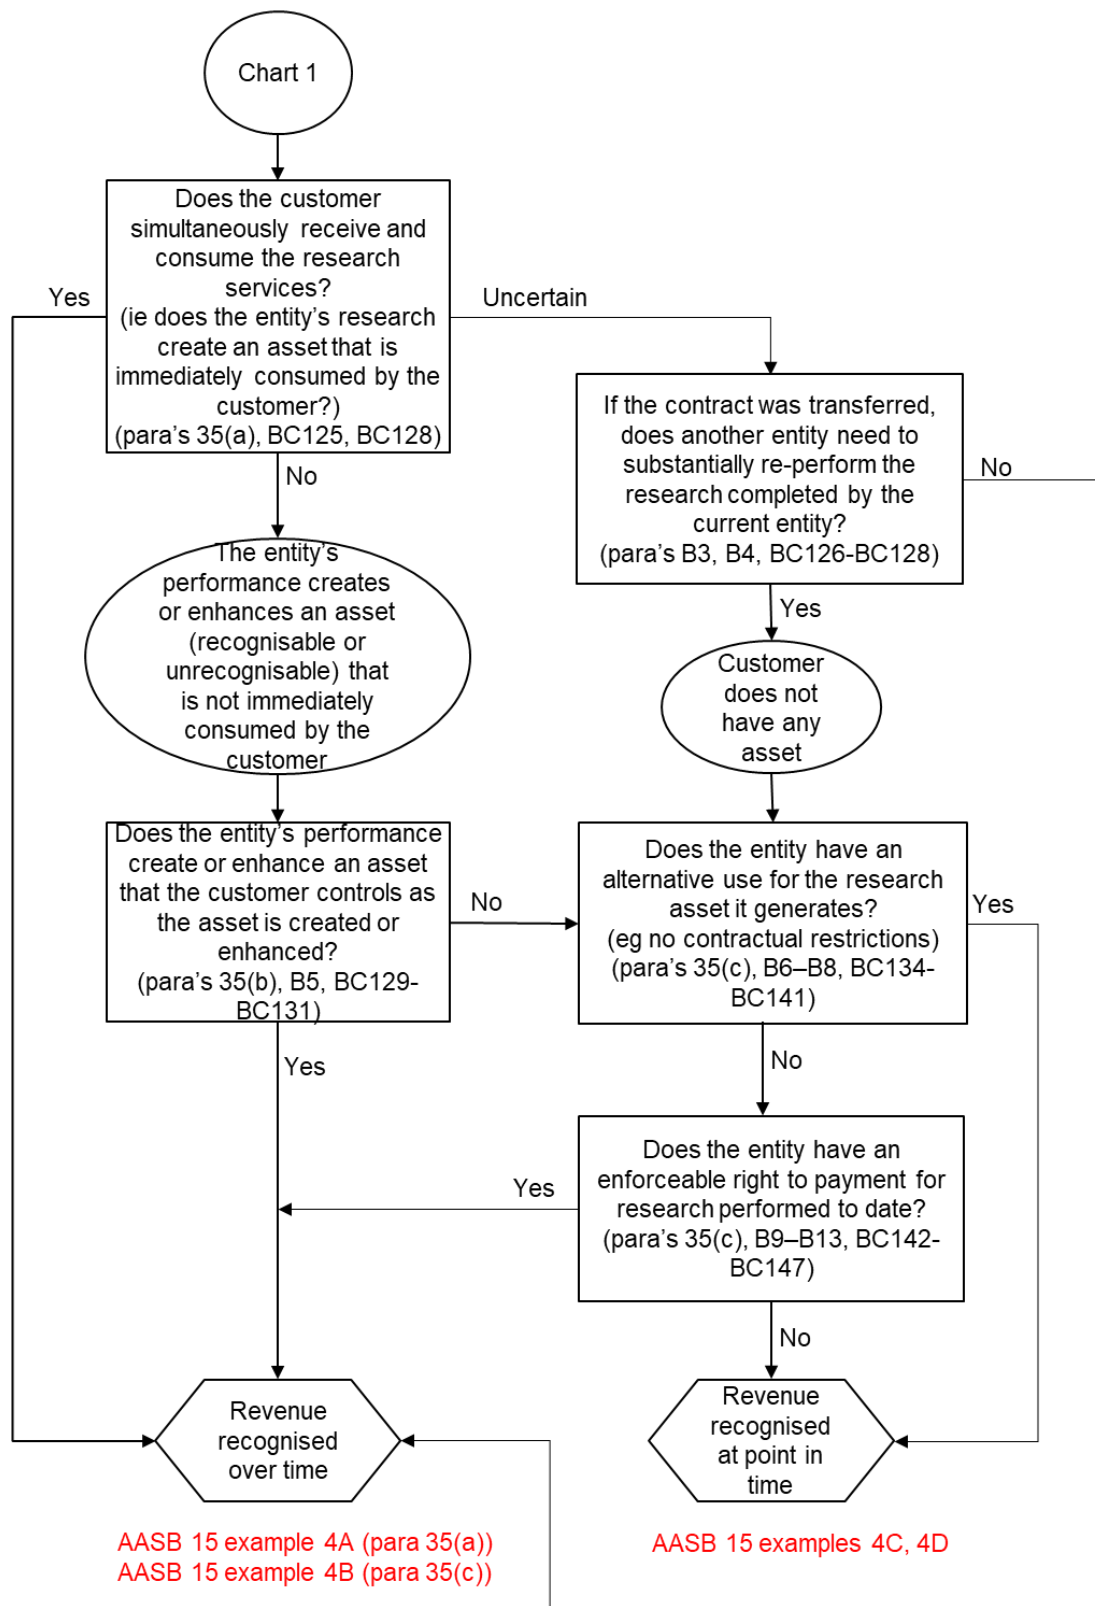 Chart 1
Does the customer
simultaneously receive and
consume the research
services?
(ie does the entity's research
create an asset that is
immediately consumed by the
customer?)
(para's 35(a), BC125, BC128)
Yes
Uncertain
No
If the contract was transferred,
does another entity need to
substantially re-perform the
research completed by the
current entity?
(para's B3, B4, BC126-BC128)
No
Yes
The entity's
performance creates
or enhances an asset
(recognisable or
unrecognisable) that
is not immediately
consumed by the
customer
Customer
does not
have any
asset
Does the entity's performance
create or enhance an asset
that the customer controls as
the asset is created or
enhanced?
(para's 35(b), B5, BC129-
BC131)
No
Yes
Does the entity have an
alternative use for the research
asset it generates?
(eg no contractual restrictions)
(para's 35(c), B6–B8, BC134-
BC141)
Yes
No
Does the entity have an
enforceable right to payment for
research performed to date?
(para's 35(c), B9–B13, BC142-
BC147)
Yes
No
Revenue
recognised
over time
Revenue
recognised
at point in
time
AASB 15 example 4A (para 35(a))
AASB 15 example 4B (para 35(c))
AASB 15 examples 4C, 4D